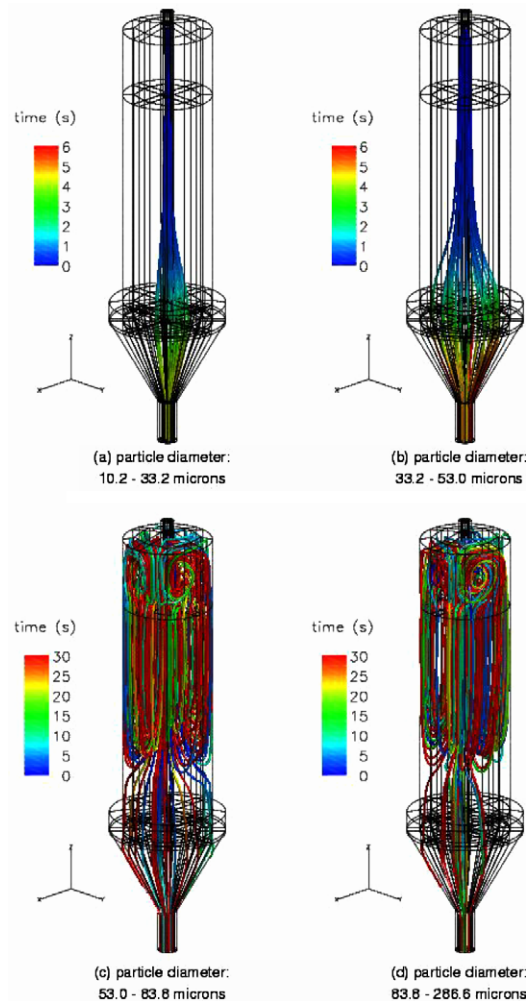 time (s)
6
5
4
3
2
1
0
z
x
y
(a) particle diameter:
10.2 - 33.2 microns
time (s)
6
5
4
3
2
1
0
z
x
y
(b) particle diameter:
33.2 - 53.0 microns
time (s)
30
25
20
15
10
5
0
z
x
y
(c) particle diameter:
53.0 - 83.8 microns
time (s)
30
25
20
15
10
5
0
z
x
y
(d) particle diameter:
83.8 - 286.6 microns